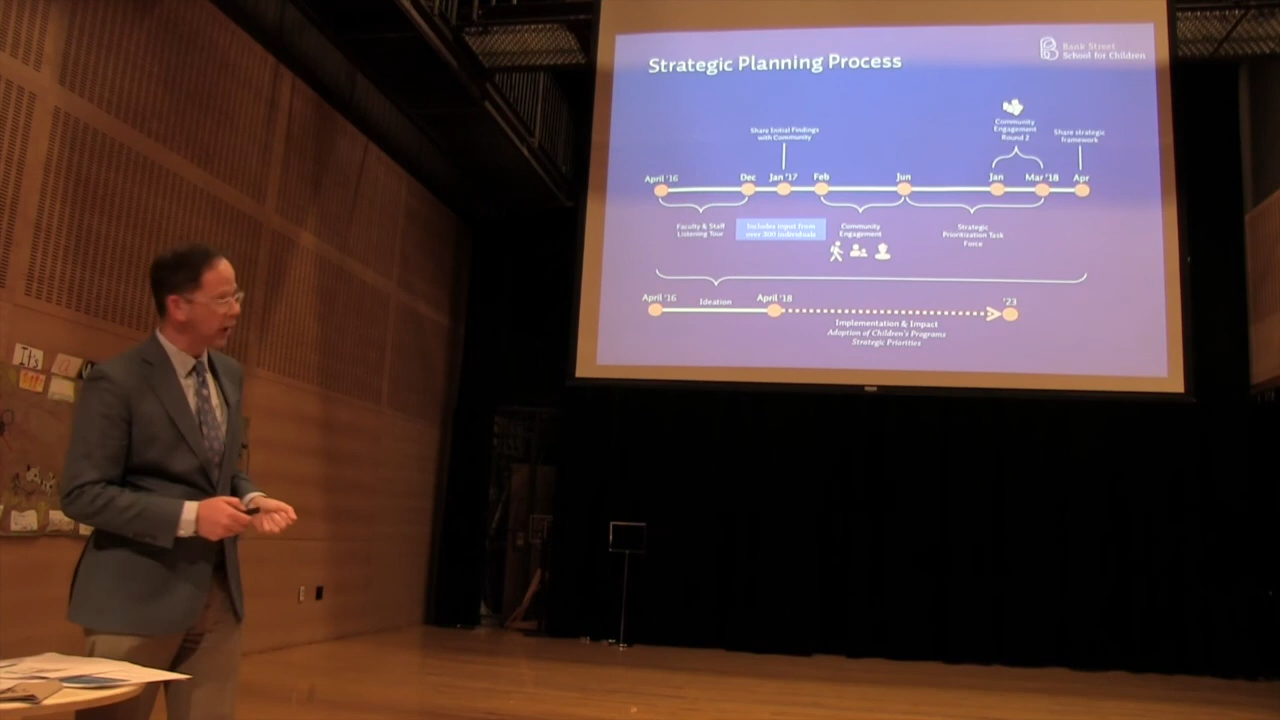 Strategic Planning Process
Bank Street
School for Children
Community
Engagement
Round 2
Share Initial Findings
with Community
Share strategic
framework
April '16
Dec
Jan '17
Feb
Jun
Jan
Mar '18
Apr
Faculty & Staff
Listening Tour
Includes input from
over 300 individuals
Community
Engagement
Strategic
Prioritization Task
Force
April '16
Ideation
April '18
'23
Implementation & Impact
Adoption of Children's Programs
Strategic Priorities
It's
a